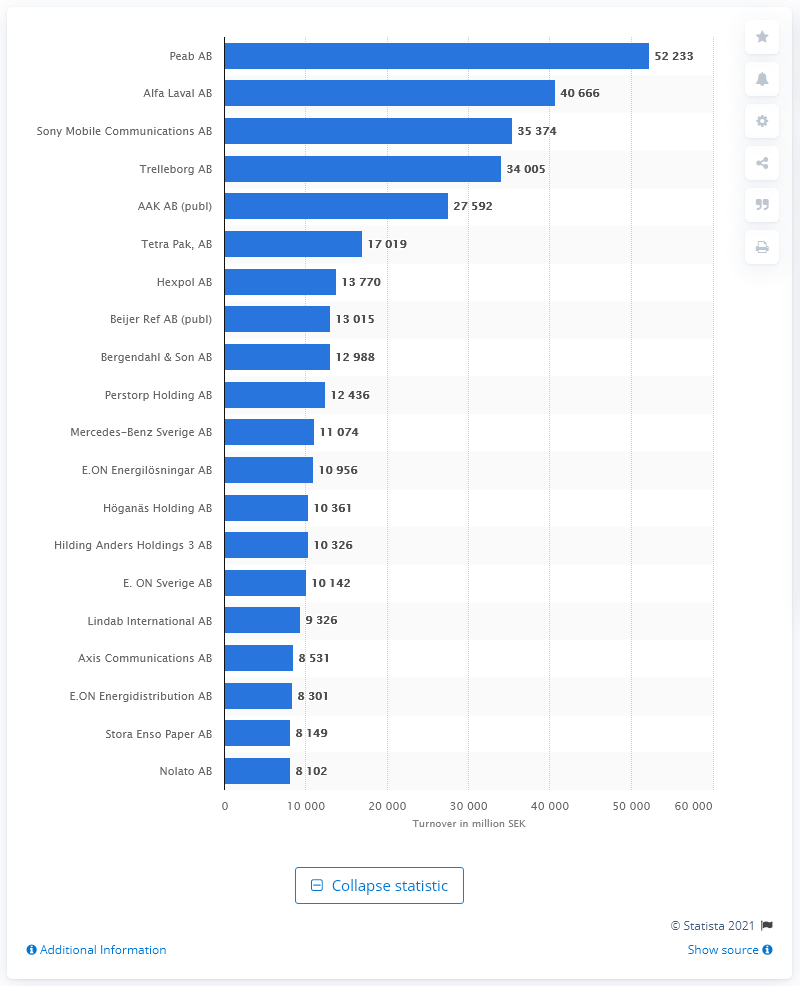 Peab AB 52 233
Alfa Laval AB 40 666
Sony Mobile Communications AB 35 374
Trelleborg AB 34 005
AAK AB (publ) 27 592
Tetra Pak, AB 17 019
Hexpol AB 13 770
Beijer Ref AB (publ) 13 015
Bergendahl & Son AB 12 988
Perstorp Holding AB 12 436
Mercedes-Benz Sverige AB 11 074
E.ON Energilösningar AB 10 956
Höganäs Holding AB 10 361
Hilding Anders Holdings 3 AB 10 326
E. ON Sverige AB 10 142
Lindab International AB 9 326
Axis Communications AB 8 531
E.ON Energidistribution AB 8 301
Stora Enso Paper AB 8 149
Nolato AB 8 102
0 10 000 20 000 30 000 40 000 50 000 60 000
Turnover in million SEK
Collapse statistic
© Statista 2021
Additional Information Show source